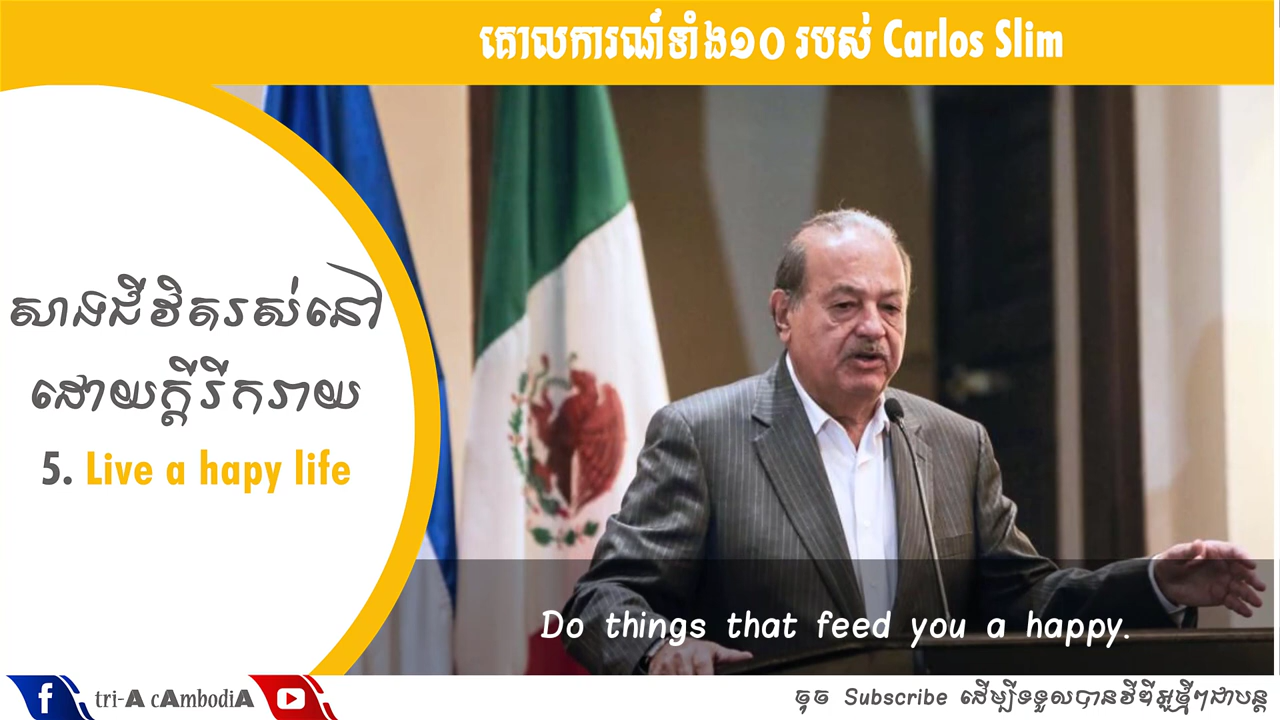 គោលការណ៍ទាំង១០ របស់ Carlos Slim
សាងជីវិតរស់នៅ
ដោយក្ដីរីករាយ
5. Live a hapy life
Do things that feed you a happy.
tri-A cAmbodiA
ចុច Subscribe ដើម្បីទទួលបានវីឌីអូថ្មីៗជាបន្ត